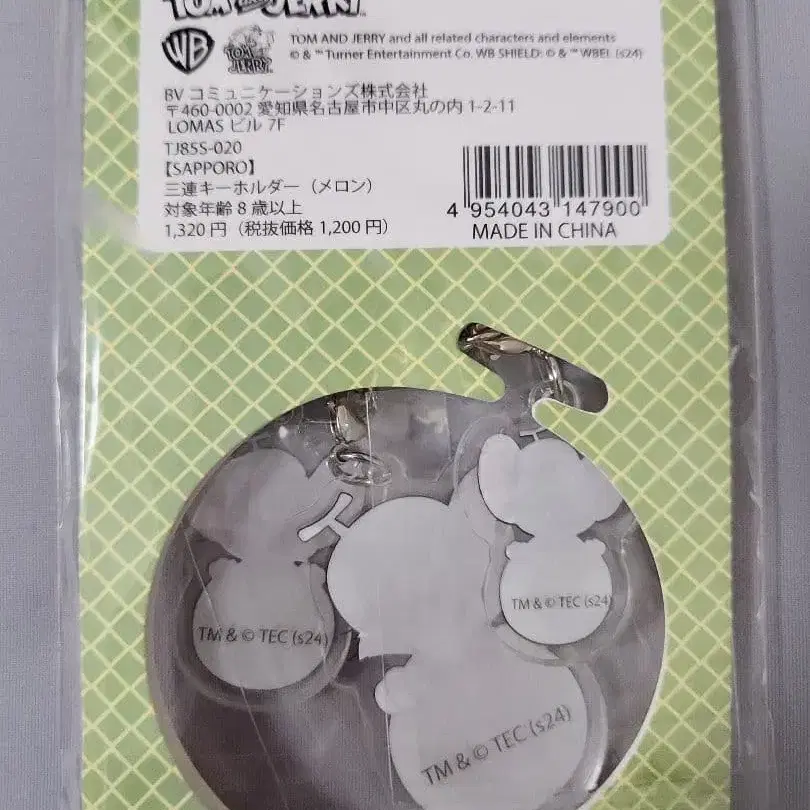 TOM AND JERRY™
WB
TOM AND JERRY
TOM AND JERRY and all related characters and elements
© & ™ Turner Entertainment Co. WB SHIELD: © & ™ WBEI. (s24)
BV コミュニケーションズ株式会社
〒460-0002 愛知県名古屋市中区丸の内 1-2-11
LOMAS ビル 7F
TJ85S-020
【SAPPORO】
三連キーホルダー（メロン）
対象年齢 8 歳以上
1,320 円（税抜価格 1,200 円）
4 954043 147900
MADE IN CHINA
TM & © TEC (s24)
TM & © TEC (s24)
TM & © TEC (s24)